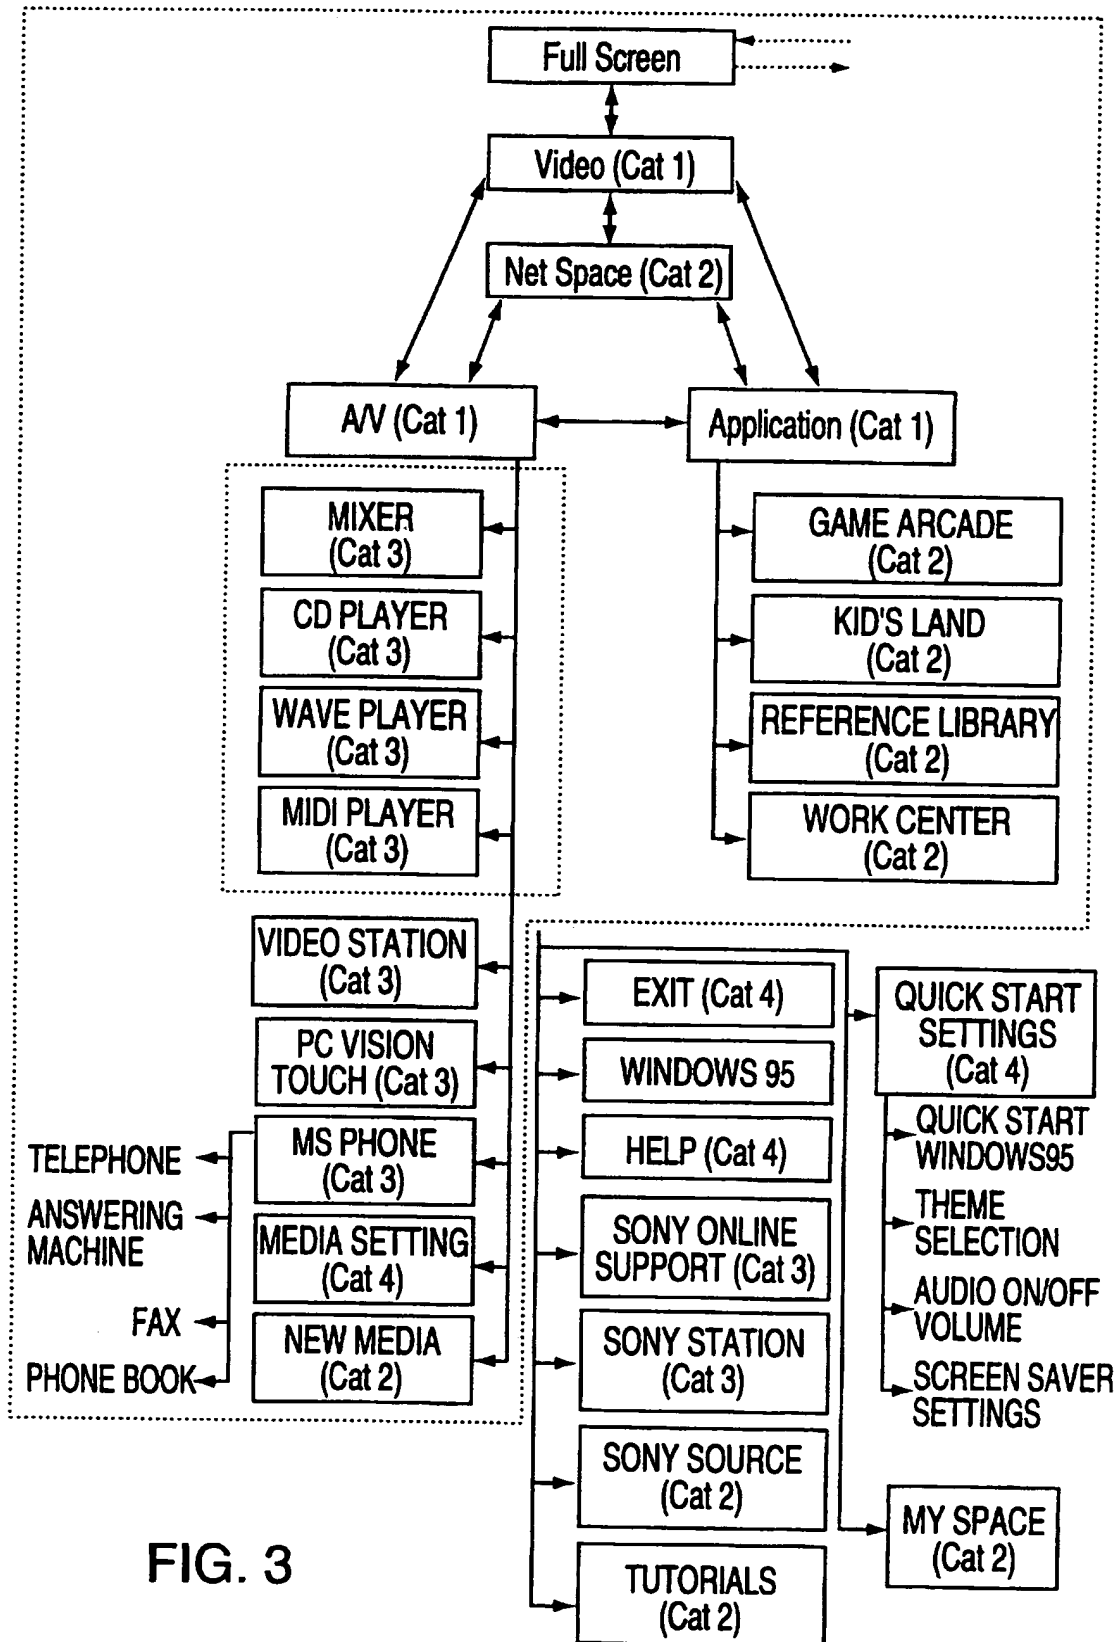 Full Screen
Video (Cat 1)
Net Space (Cat 2)
A/V (Cat 1)
Application (Cat 1)
MIXER
(Cat 3)
CD PLAYER
(Cat 3)
WAVE PLAYER
(Cat 3)
MIDI PLAYER
(Cat 3)
GAME ARCADE
(Cat 2)
KID'S LAND
(Cat 2)
REFERENCE LIBRARY
(Cat 2)
WORK CENTER
(Cat 2)
VIDEO STATION
(Cat 3)
PC VISION
TOUCH (Cat 3)
MS PHONE
(Cat 3)
MEDIA SETTING
(Cat 4)
NEW MEDIA
(Cat 2)
TELEPHONE
ANSWERING
MACHINE
FAX
PHONE BOOK
EXIT (Cat 4)
WINDOWS 95
HELP (Cat 4)
SONY ONLINE
SUPPORT (Cat 3)
SONY STATION
(Cat 3)
SONY SOURCE
(Cat 2)
TUTORIALS
(Cat 2)
QUICK START
SETTINGS
(Cat 4)
QUICK START
WINDOWS95
THEME
SELECTION
AUDIO ON/OFF
VOLUME
SCREEN SAVER
SETTINGS
MY SPACE
(Cat 2)
FIG. 3